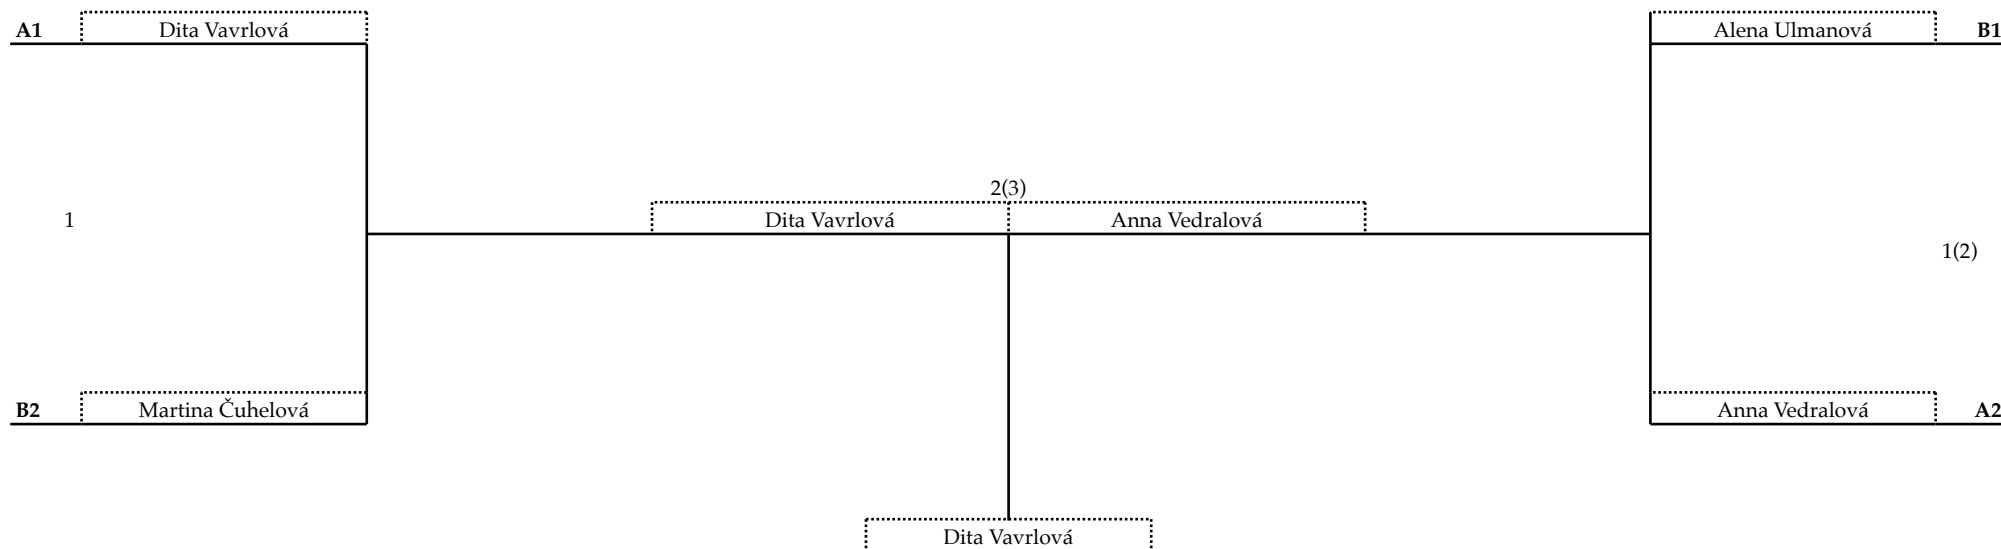 A1 Dita Vavrlová Alena Ulmanová B1
2(3)
1 Dita Vavrlová Anna Vedralová
1(2)
B2 Martina Čuhelová Anna Vedralová A2
Dita Vavrlová